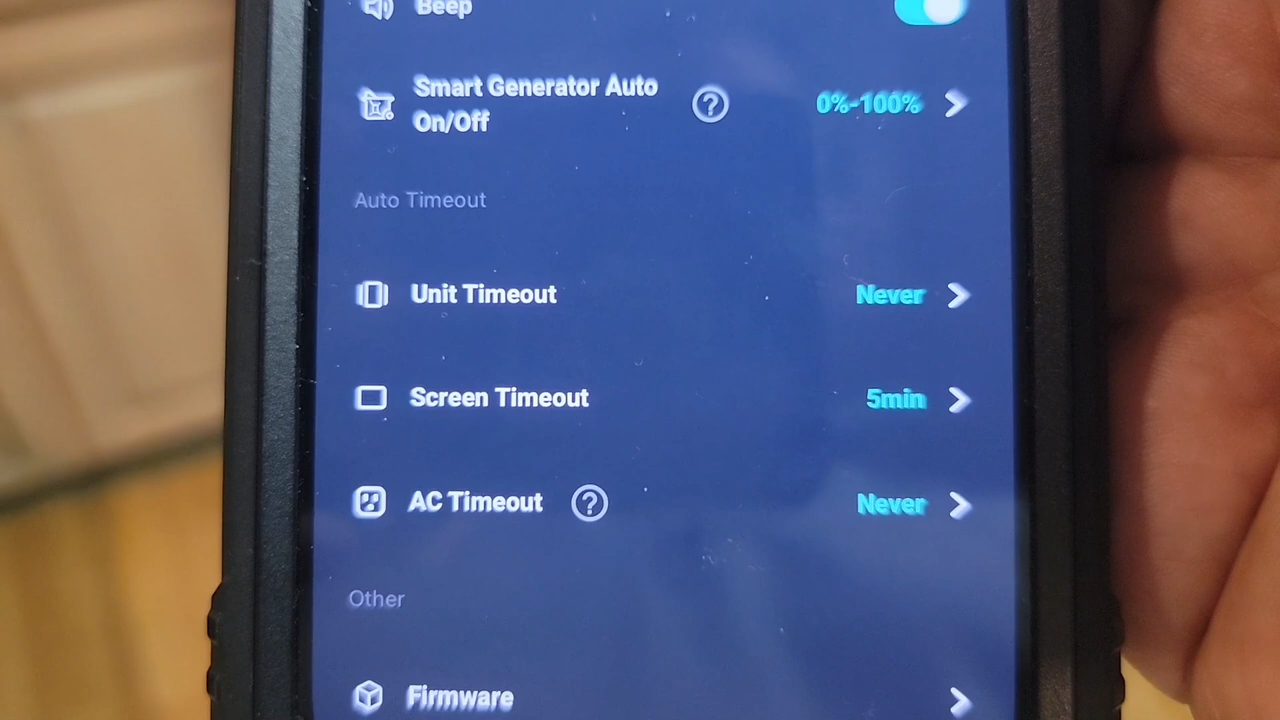 Beep
Smart Generator Auto
On/Off
?
0%-100%
Auto Timeout
Unit Timeout
Never
Screen Timeout
5min
AC Timeout
?
Never
Other
Firmware